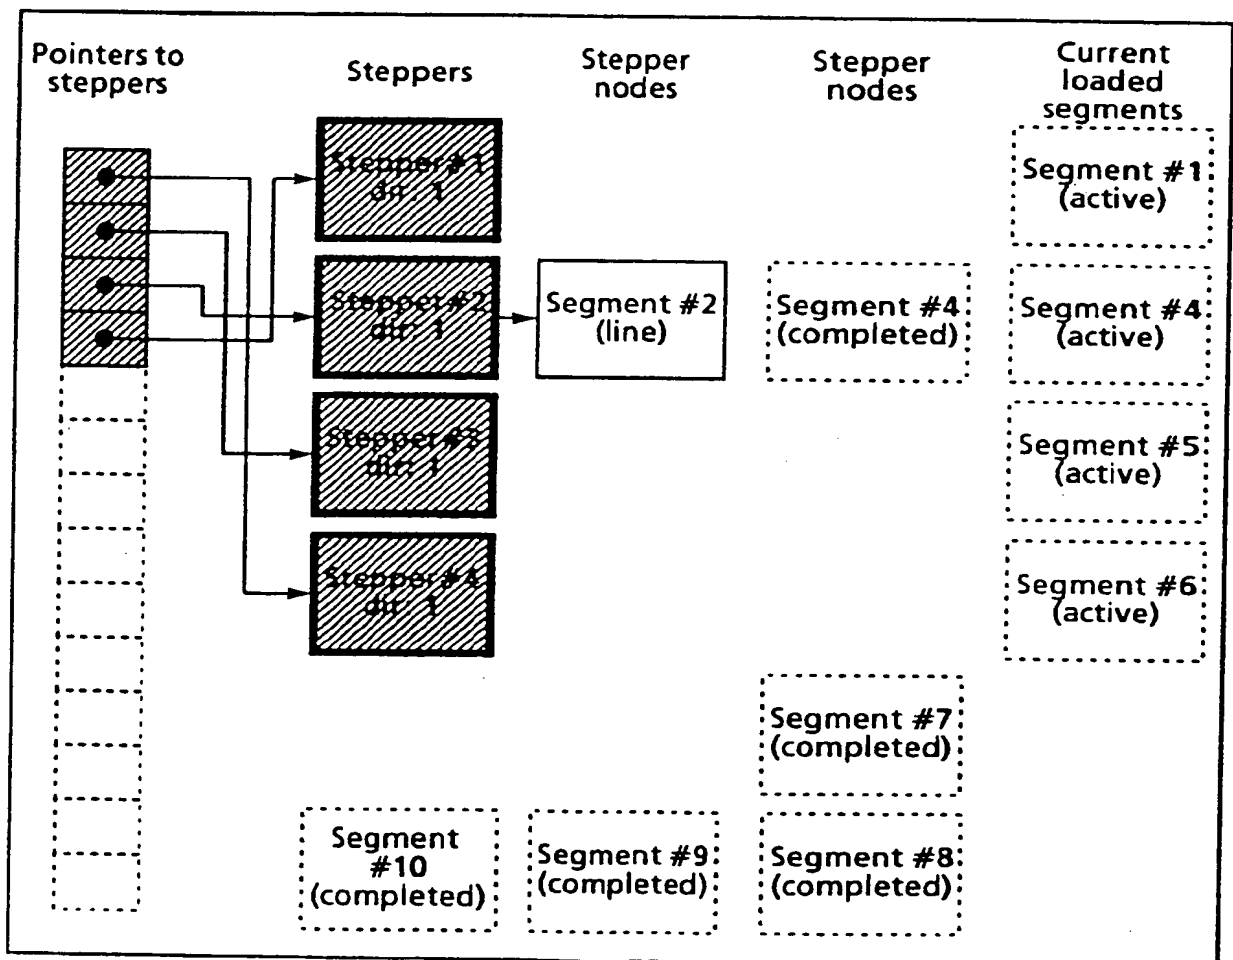 Pointers to
steppers
Steppers
Stepper
nodes
Stepper
nodes
Current
loaded
segments
Stepper#1
dir: 1
Segment #1
(active)
Stepper#2
dir: 1
Segment #2
(line)
Segment #4
(completed)
Segment #4
(active)
Stepper#3
dir: 1
Segment #5
(active)
Stepper#4
dir: 1
Segment #6
(active)
Segment #7
(completed)
Segment
#10
(completed)
Segment #9
(completed)
Segment #8
(completed)